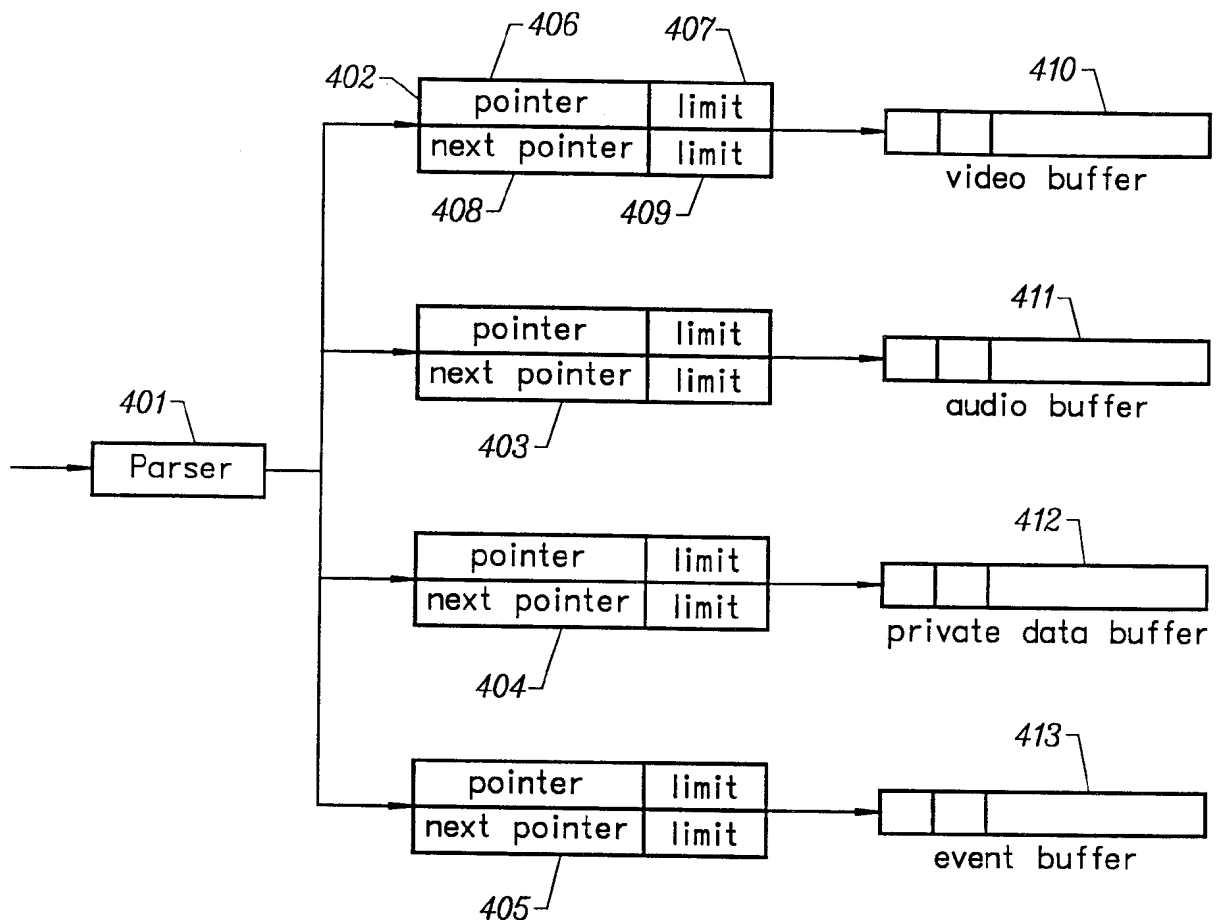 406
407
402
410
pointer limit
next pointer limit
video buffer
408
409
411
pointer limit
next pointer limit
audio buffer
401
403
Parser
412
pointer limit
next pointer limit
private data buffer
404
413
pointer limit
next pointer limit
event buffer
405